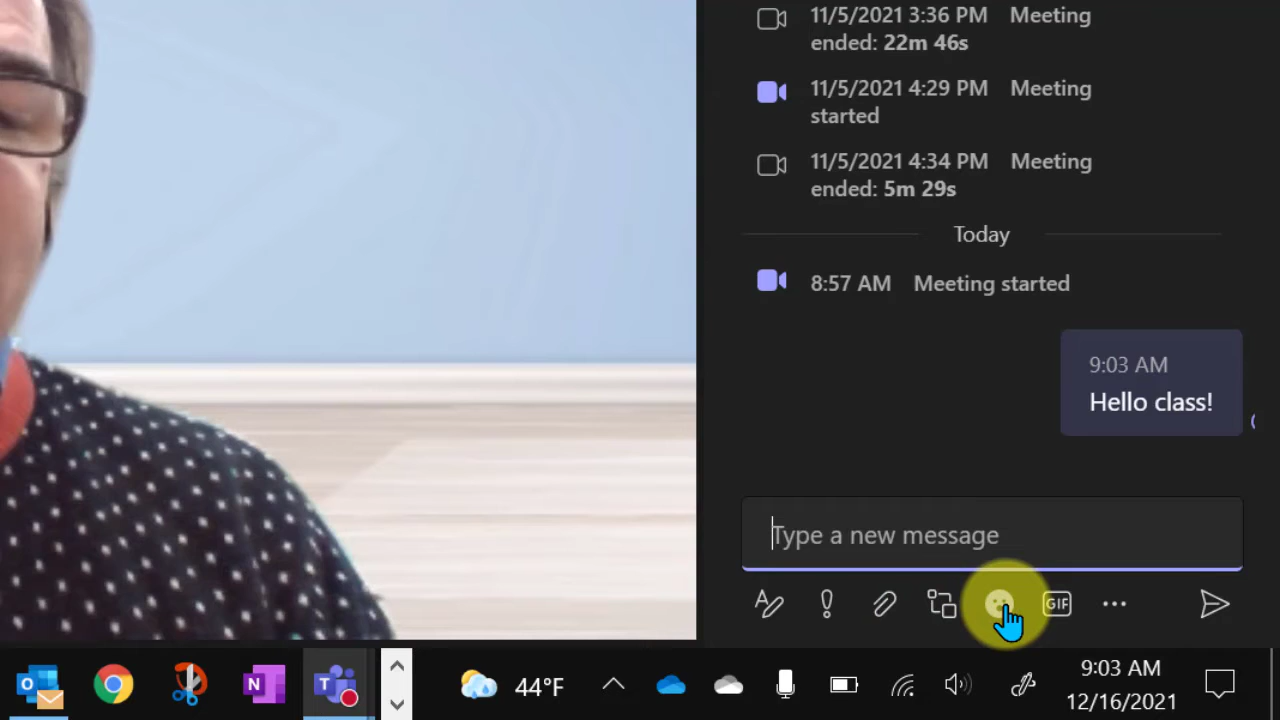 11/5/2021 3:36 PM Meeting
ended: 22m 46s
11/5/2021 4:29 PM Meeting
started
11/5/2021 4:34 PM Meeting
ended: 5m 29s
Today
8:57 AM Meeting started
9:03 AM
Hello class!
Type a new message
GIF
44°F
9:03 AM
12/16/2021